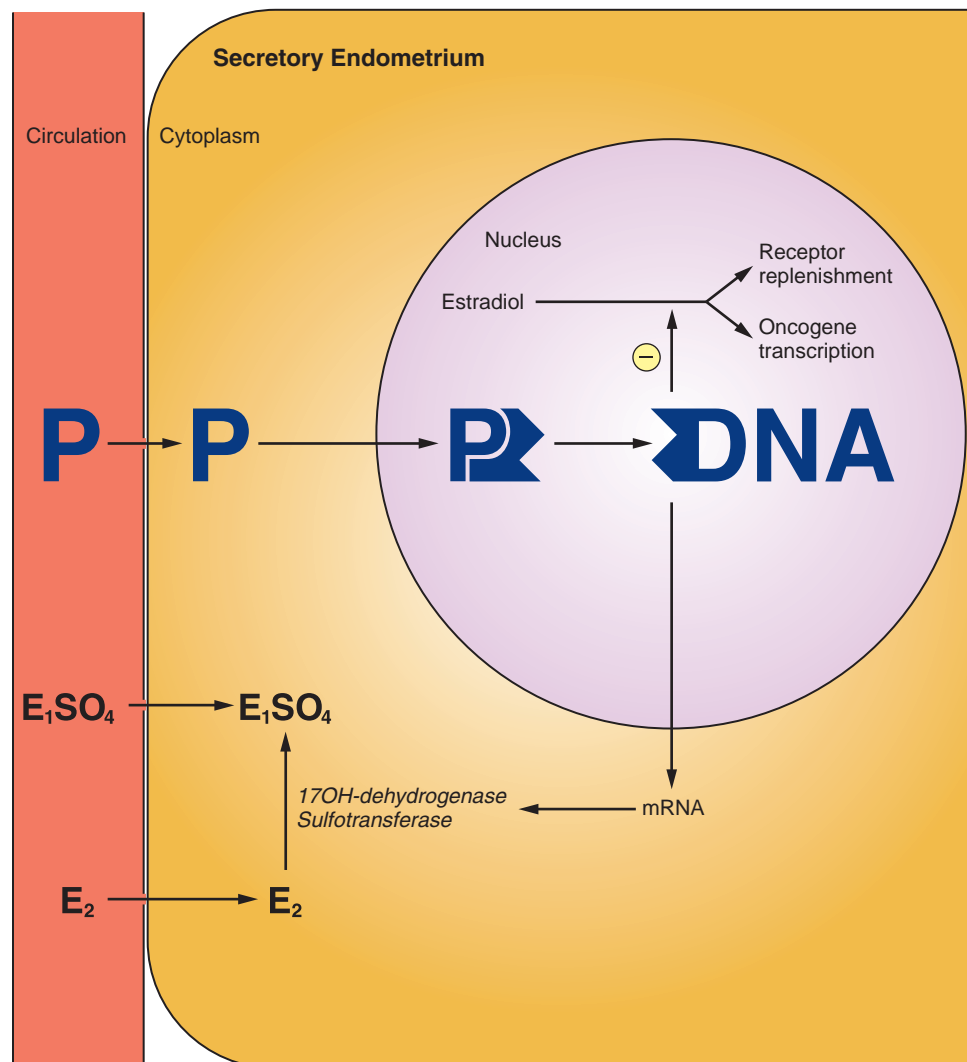 Secretory Endometrium
Circulation
Cytoplasm
Nucleus
Receptor
replenishment
Estradiol
Oncogene
transcription
−
P
P
P
DNA
E₁SO₄
E₁SO₄
17OH-dehydrogenase
Sulfotransferase
mRNA
E₂
E₂